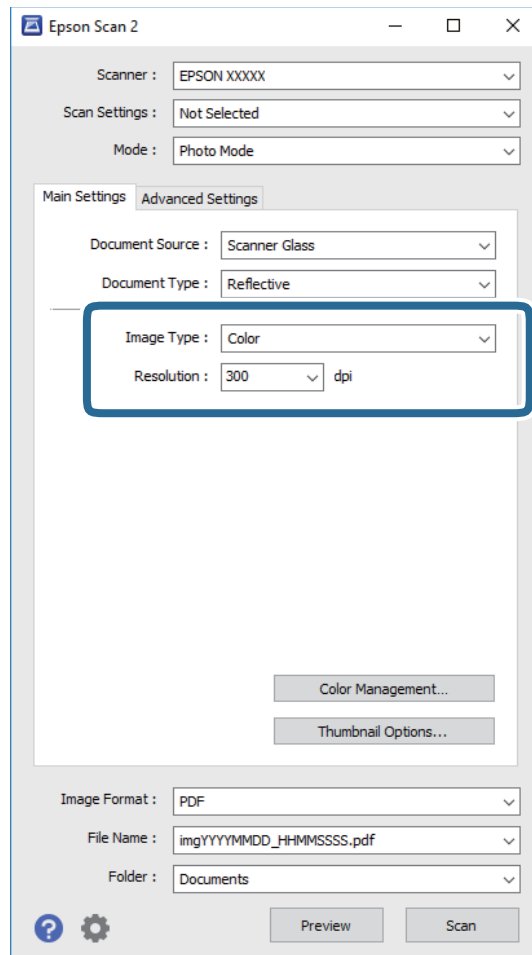 Epson Scan 2
Scanner : EPSON XXXXX
Scan Settings : Not Selected
Mode : Photo Mode
Main Settings Advanced Settings
Document Source : Scanner Glass
Document Type : Reflective
Image Type : Color
Resolution : 300 dpi
Color Management...
Thumbnail Options...
Image Format : PDF
File Name : imgYYYYMMDD_HHMMSSSS.pdf
Folder : Documents
? Preview Scan